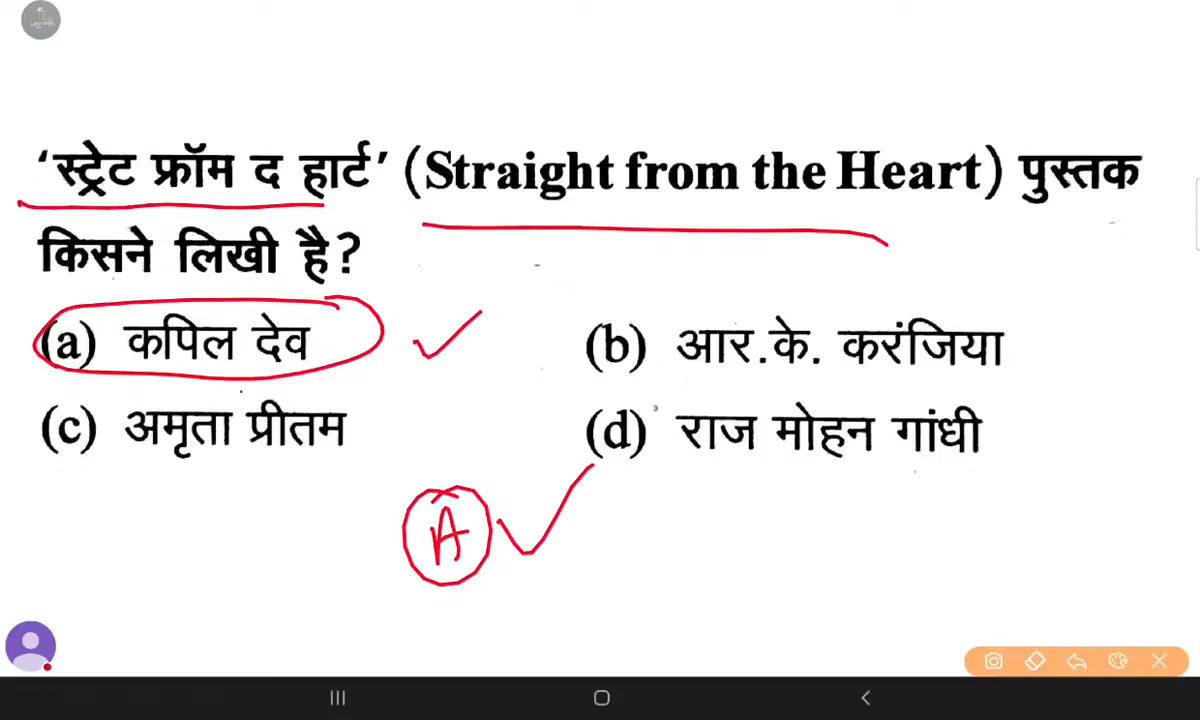 ‘स्ट्रेट फ्रॉम द हार्ट’ (Straight from the Heart) पुस्तक
किसने लिखी है?
(a) कपिल देव (b) आर.के. करंजिया
(c) अमृता प्रीतम (d) राज मोहन गांधी
A